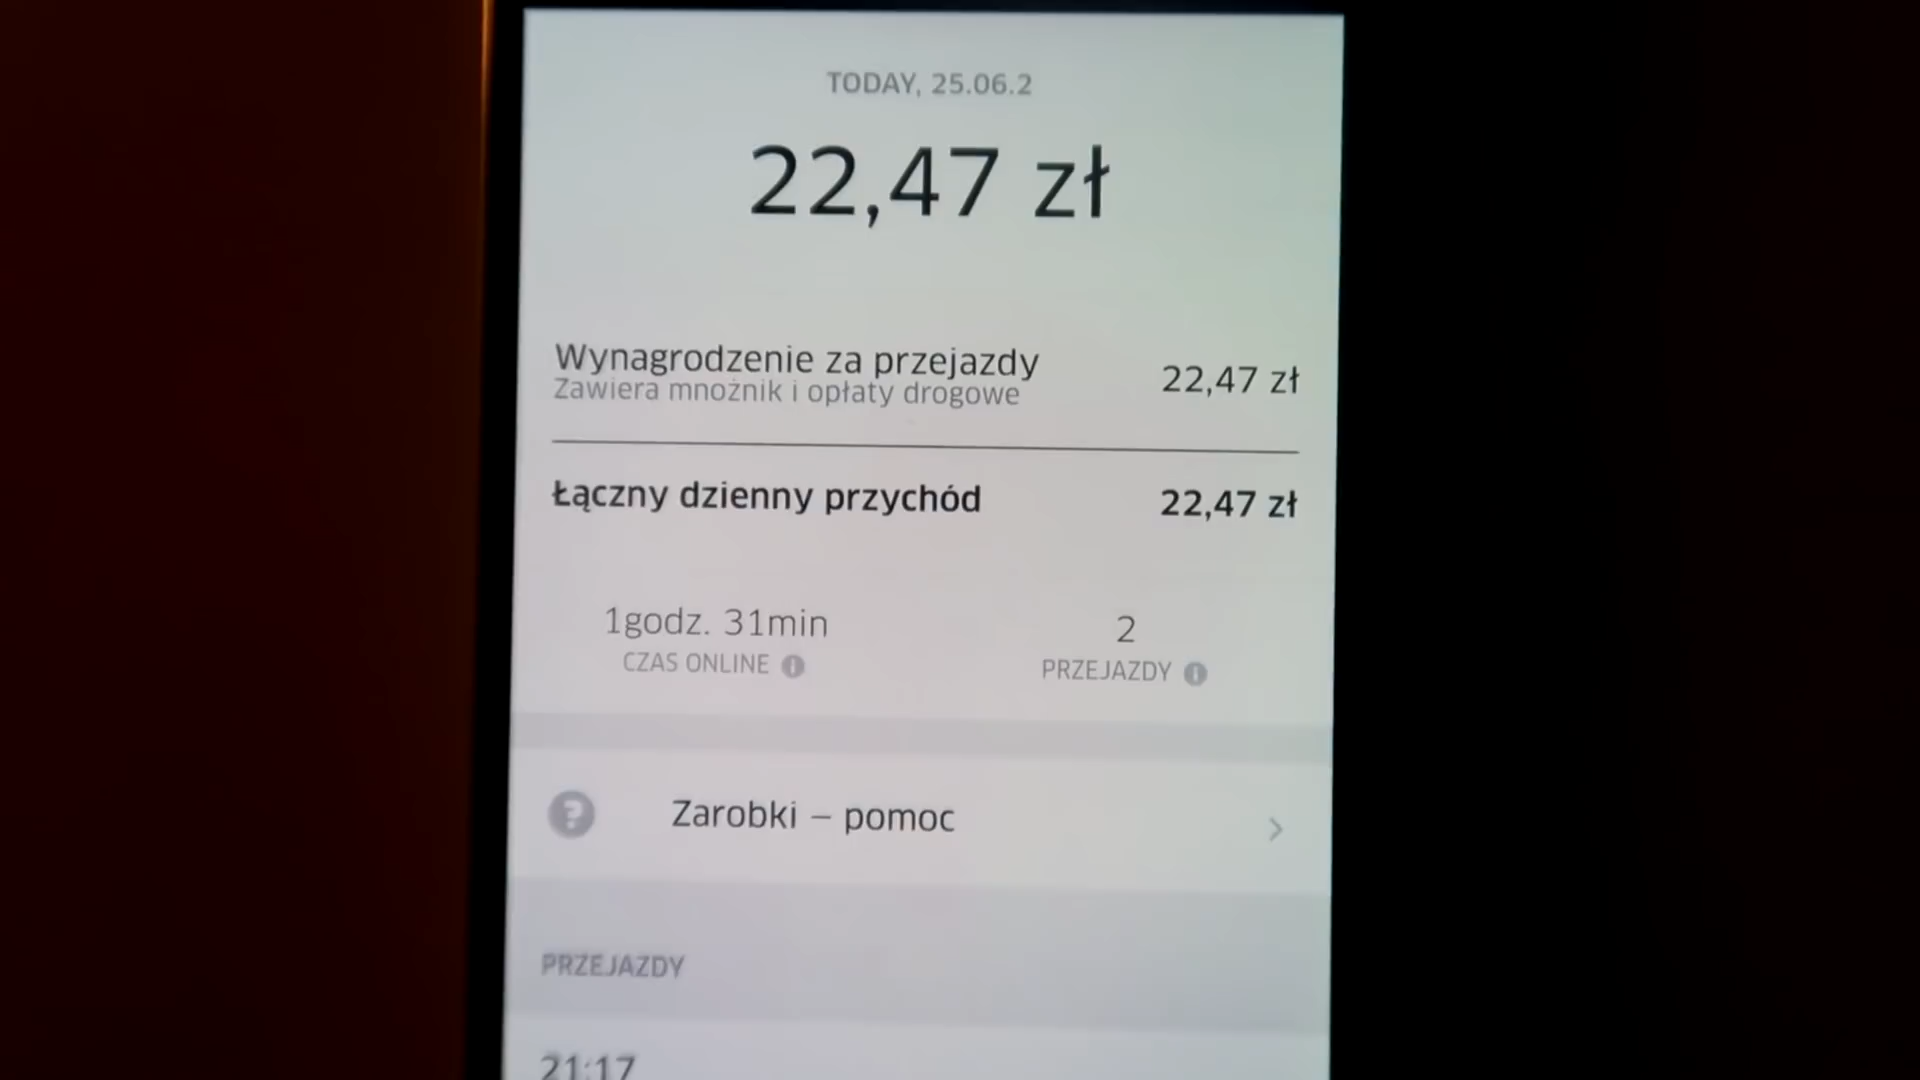 TODAY, 25.06.2
22,47 zł
Wynagrodzenie za przejazdy
Zawiera mnożnik i opłaty drogowe
22,47 zł
Łączny dzienny przychód
22,47 zł
1godz. 31min
CZAS ONLINE
2
PRZEJAZDY
Zarobki – pomoc
PRZEJAZDY
21:17